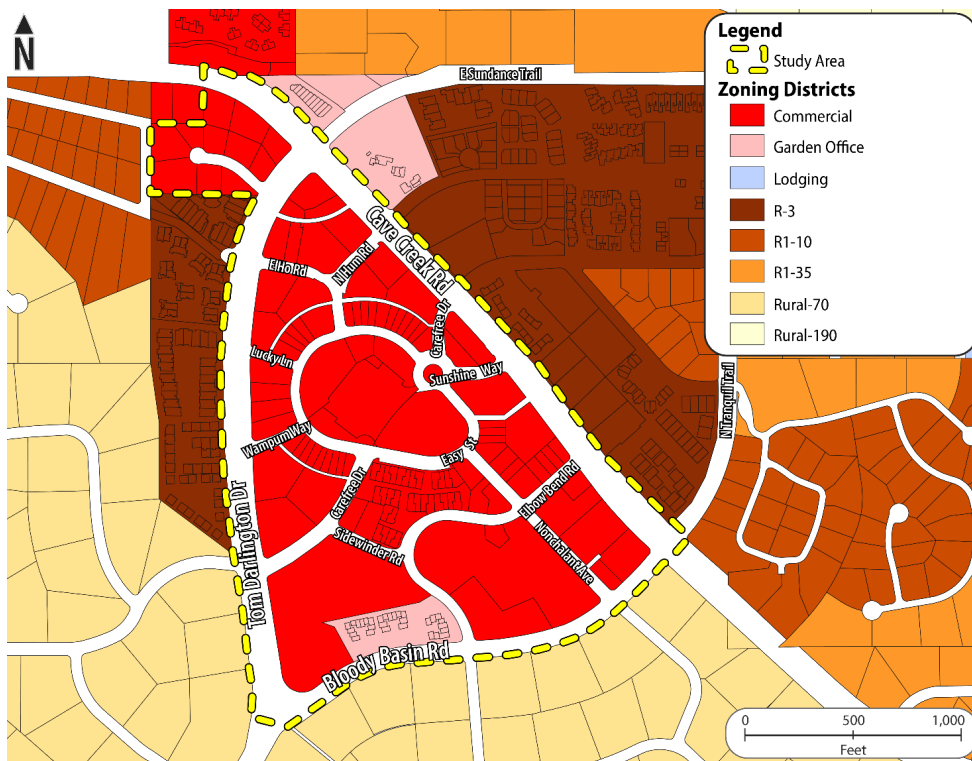 N
E Sundance Trail
Legend
Study Area
Zoning Districts
Commercial
Garden Office
Lodging
R-3
R1-10
R1-35
Rural-70
Rural-190
Cave Creek Rd
N Hum Rd
El Ho Rd
Carefree Dr
Lucky Ln
Sunshine Way
N Tranquil Trail
Wampum Way
Easy St
Carefree Dr
Elbow Bend Rd
Sidewinder Rd
Nonchalant Ave
Tom Darlington Dr
Bloody Basin Rd
0 500 1,000
Feet